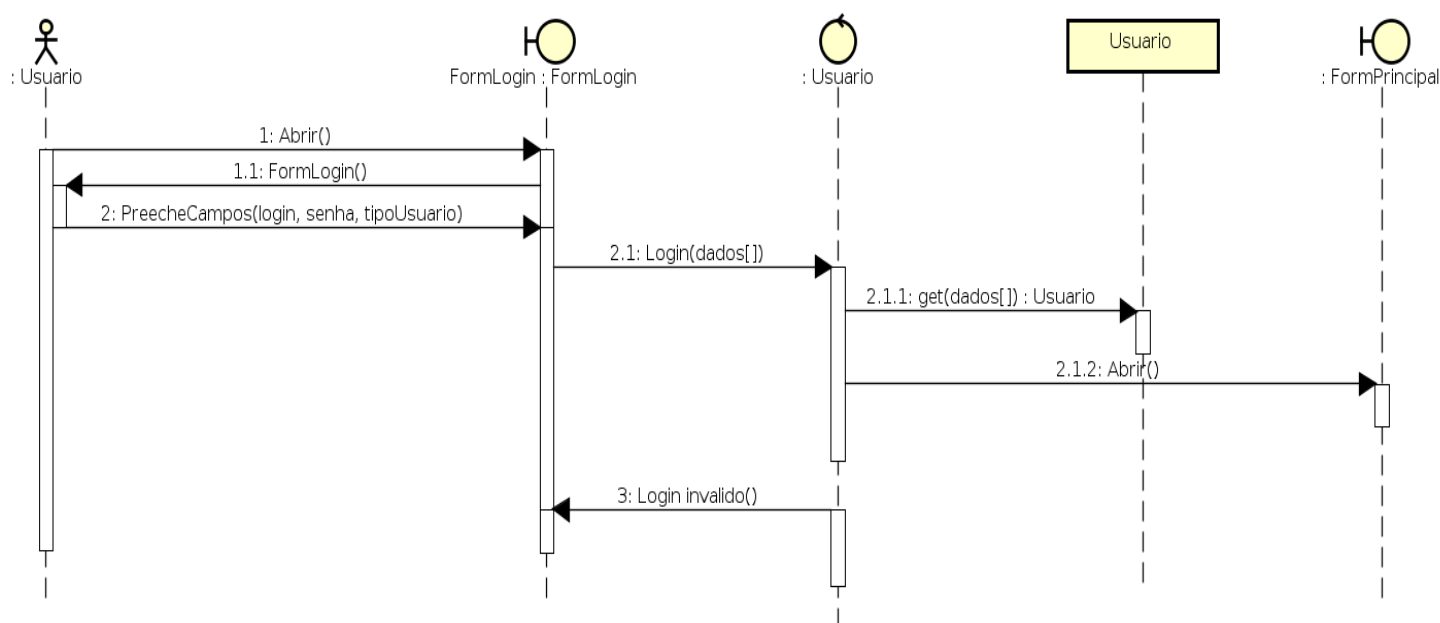 Usuario
: Usuario
FormLogin : FormLogin
: Usuario
: FormPrincipal
1: Abrir()
1.1: FormLogin()
2: PreecheCampos(login, senha, tipoUsuario)
2.1: Login(dados[])
2.1.1: get(dados[]) : Usuario
2.1.2: Abrir()
3: Login invalido()